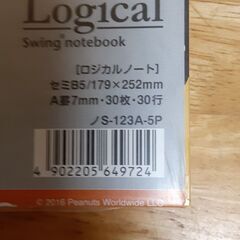 Logical
Swing® notebook
[ロジカルノート]
セミB5/179×252mm
A罫7mm・30枚・30行
ノS-123A-5P
4 902205 649724
© 2016 Peanuts Worldwide LLC